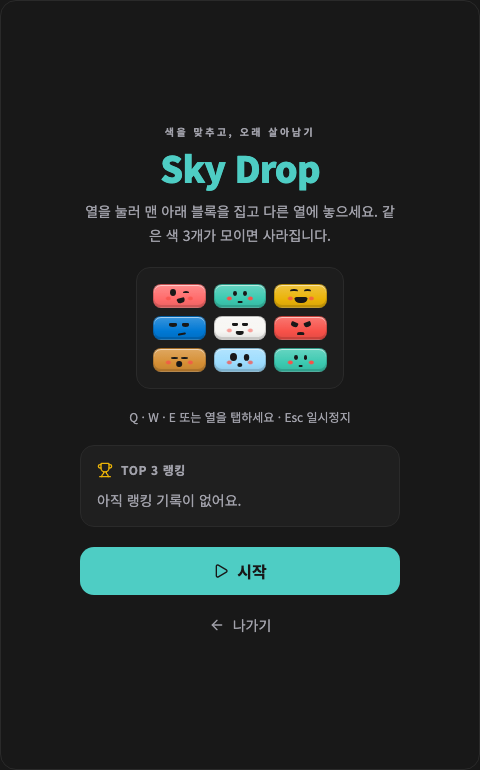 색을 맞추고, 오래 살아남기
Sky Drop
열을 눌러 맨 아래 블록을 집고 다른 열에 놓으세요. 같
은 색 3개가 모이면 사라집니다.
Q · W · E 또는 열을 탭하세요 · Esc 일시정지
TOP 3 랭킹
아직 랭킹 기록이 없어요.
시작
나가기